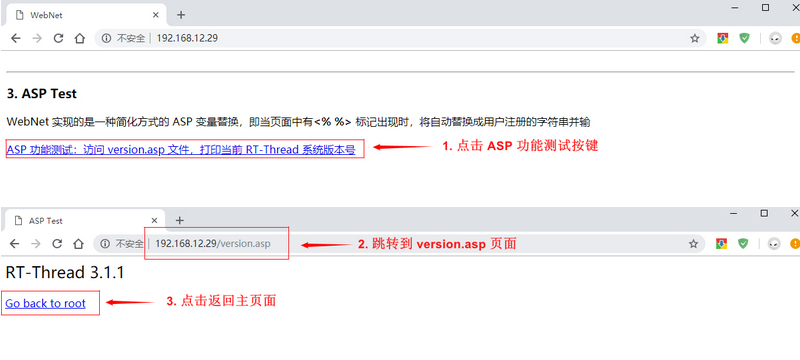 WebNet
不安全 192.168.12.29
3. ASP Test
WebNet 实现的是一种简化方式的 ASP 变量替换，即当页面中有<% %> 标记出现时，将自动替换成用户注册的字符串并输
ASP 功能测试：访问 version.asp 文件，打印当前 RT-Thread 系统版本号
1. 点击 ASP 功能测试按键
ASP Test
不安全 192.168.12.29/version.asp
2. 跳转到 version.asp 页面
RT-Thread 3.1.1
Go back to root
3. 点击返回主页面